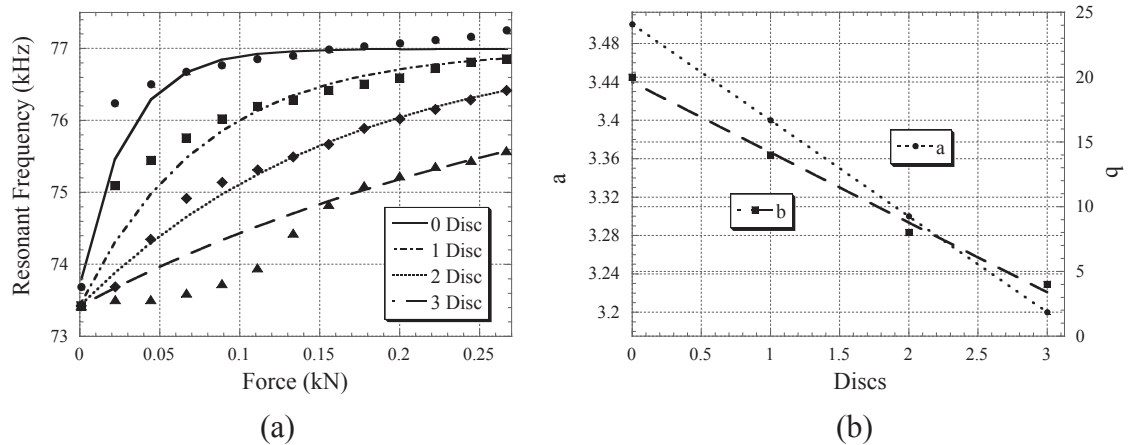 78
77
76
75
74
73
0 0.05 0.1 0.15 0.2 0.25
Resonant Frequency (kHz)
Force (kN)
0 Disc
1 Disc
2 Disc
3 Disc
(a)
3.48
3.44
3.4
3.36
3.32
3.28
3.24
3.2
a
0 0.5 1 1.5 2 2.5 3
Discs
25
20
15
10
5
0
b
a
b
(b)